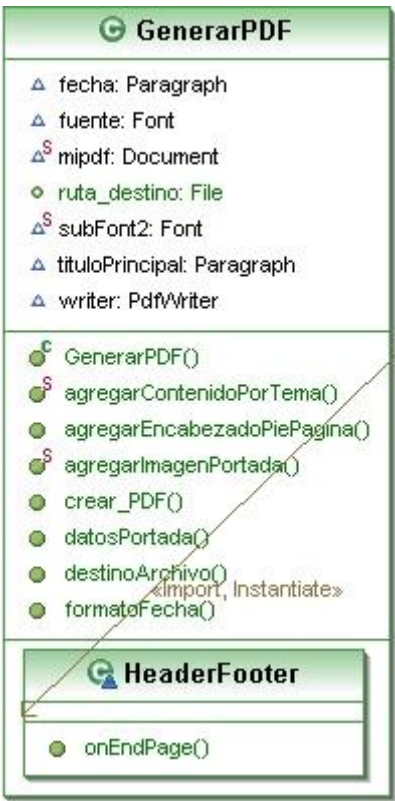 GenerarPDF
fecha: Paragraph
fuente: Font
mipdf: Document
ruta_destino: File
subFont2: Font
tituloPrincipal: Paragraph
writer: PdfWriter
GenerarPDF()
agregarContenidoPorTema()
agregarEncabezadoPiePagina()
agregarImagenPortada()
crear_PDF()
datosPortada()
destinoArchivo()
«Import, Instantiate»
formatoFecha()
HeaderFooter
onEndPage()